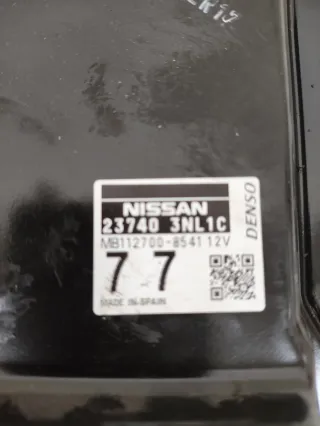 NISSAN
23740 3NL1C
MB112700-8541 12V
DENSO
7 7
MADE IN SPAIN